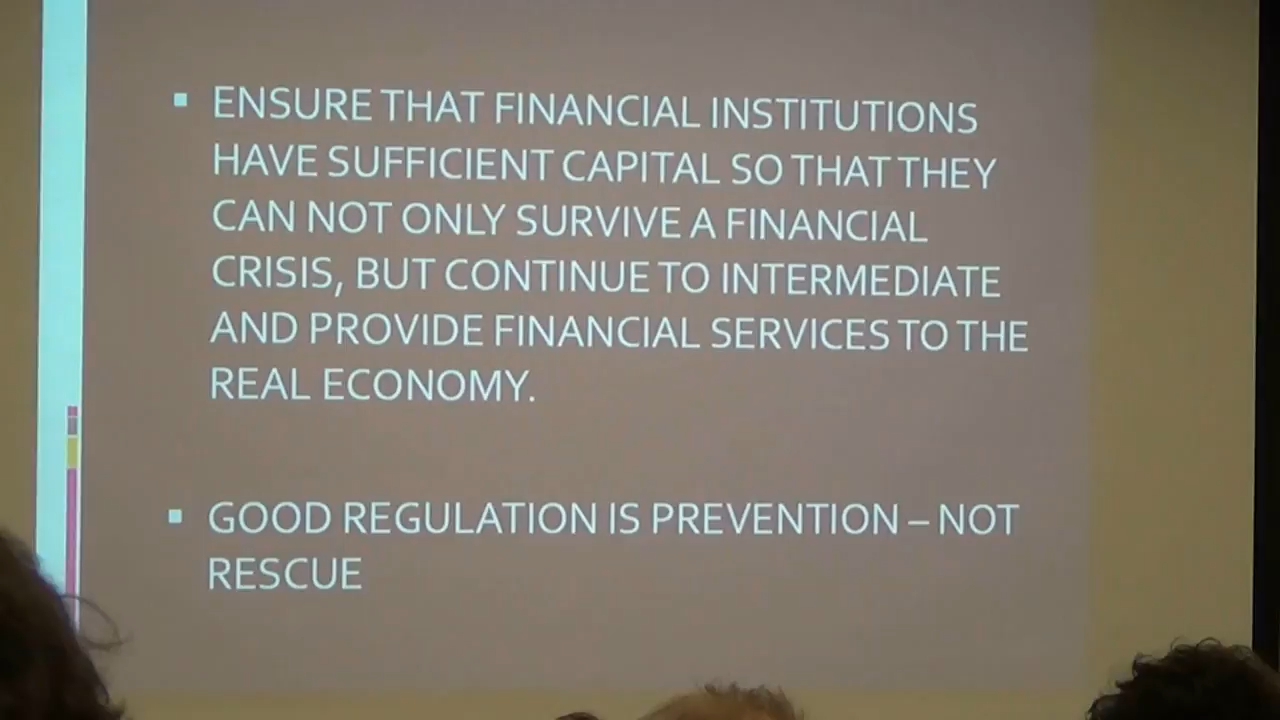 ▪ ENSURE THAT FINANCIAL INSTITUTIONS
HAVE SUFFICIENT CAPITAL SO THAT THEY
CAN NOT ONLY SURVIVE A FINANCIAL
CRISIS, BUT CONTINUE TO INTERMEDIATE
AND PROVIDE FINANCIAL SERVICES TO THE
REAL ECONOMY.
▪ GOOD REGULATION IS PREVENTION – NOT
RESCUE